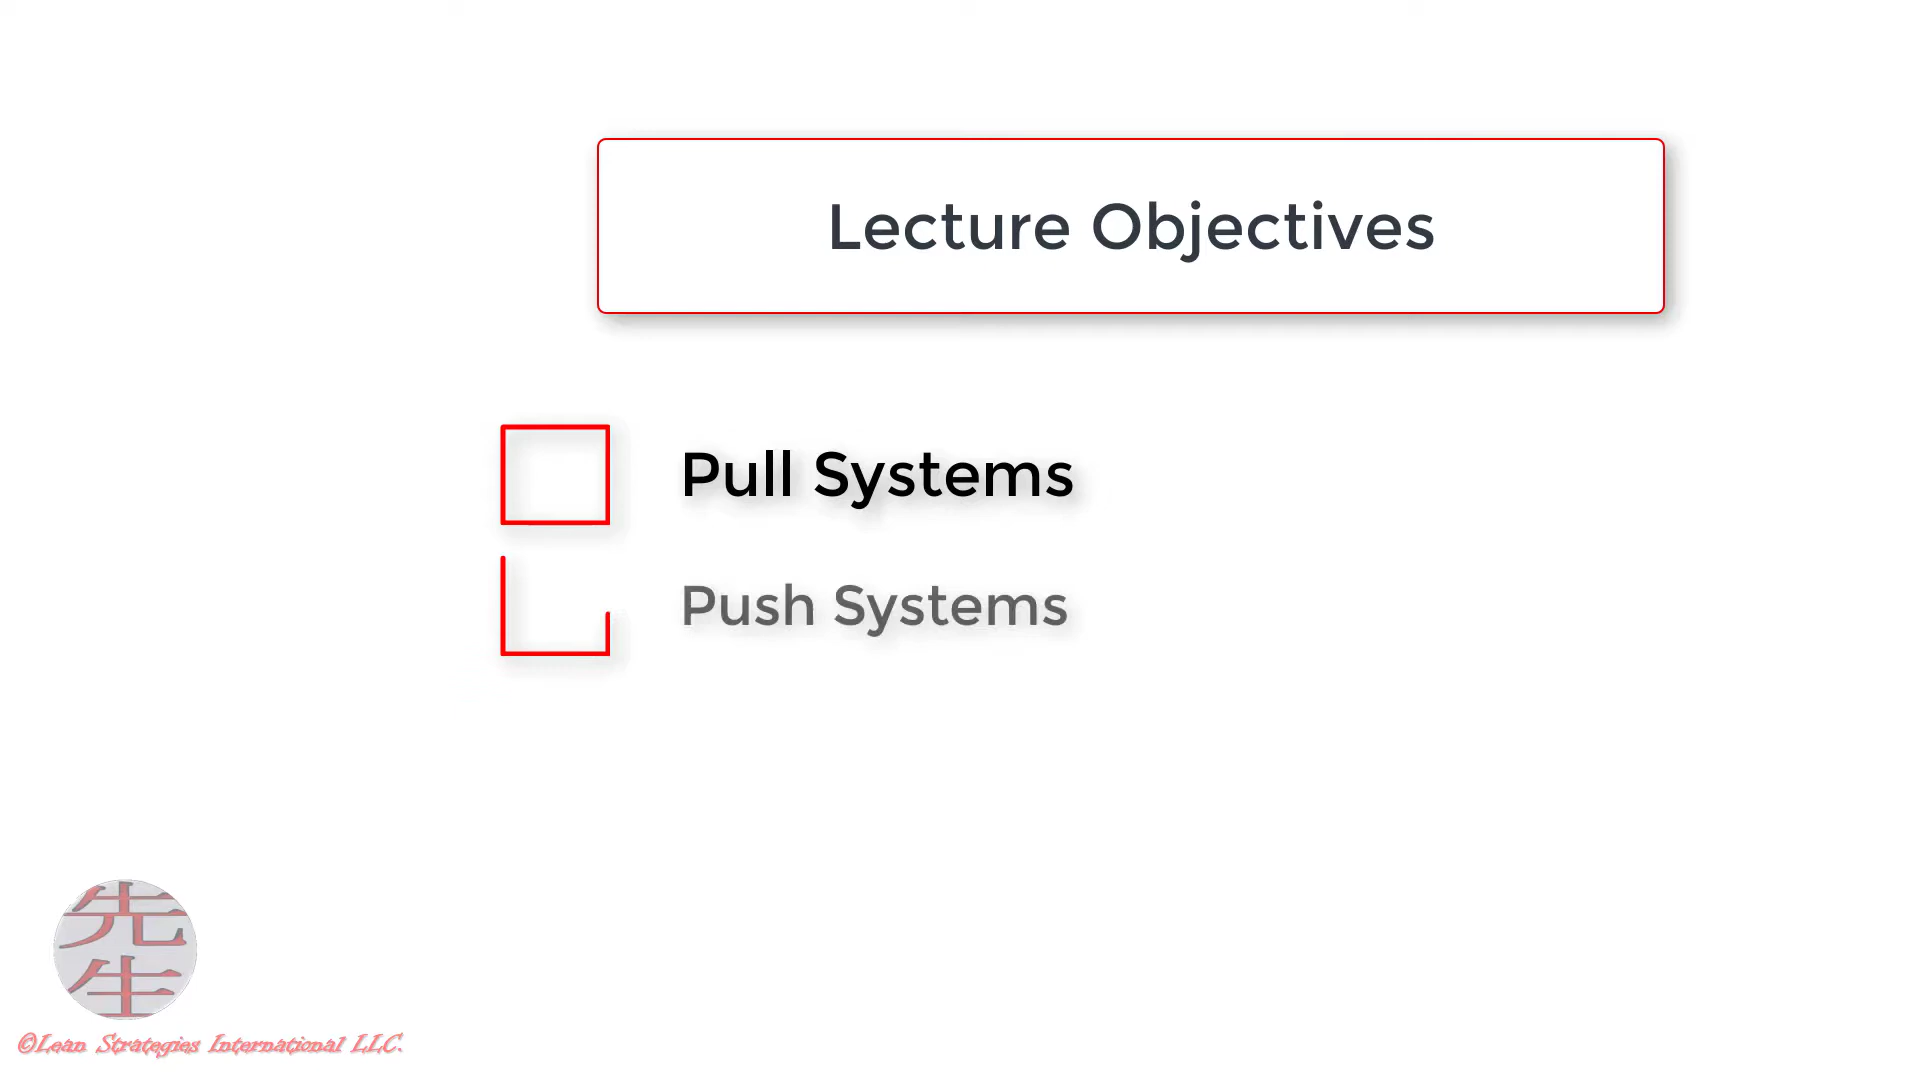 Lecture Objectives
Pull Systems
Push Systems
先
生
©Lean Strategies International LLC.